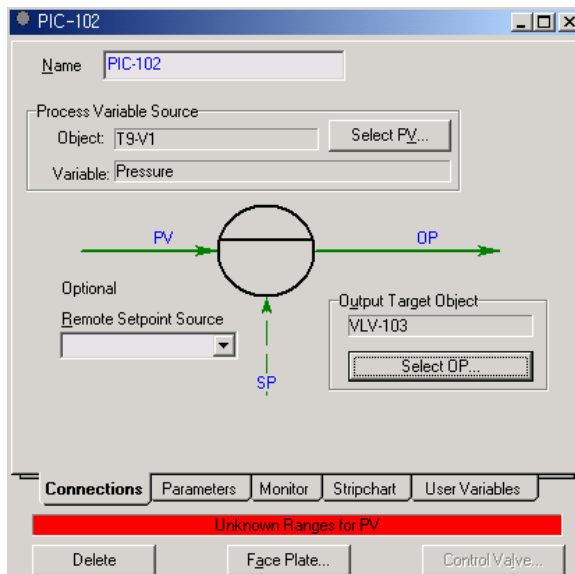 PIC-102
Name PIC-102
Process Variable Source
Object: T9-V1 Select PV...
Variable: Pressure
PV OP
Optional
Remote Setpoint Source
Output Target Object
VLV-103
Select OP...
SP
Connections Parameters Monitor Stripchart User Variables
Unknown Ranges for PV
Delete Face Plate... Control Valve...